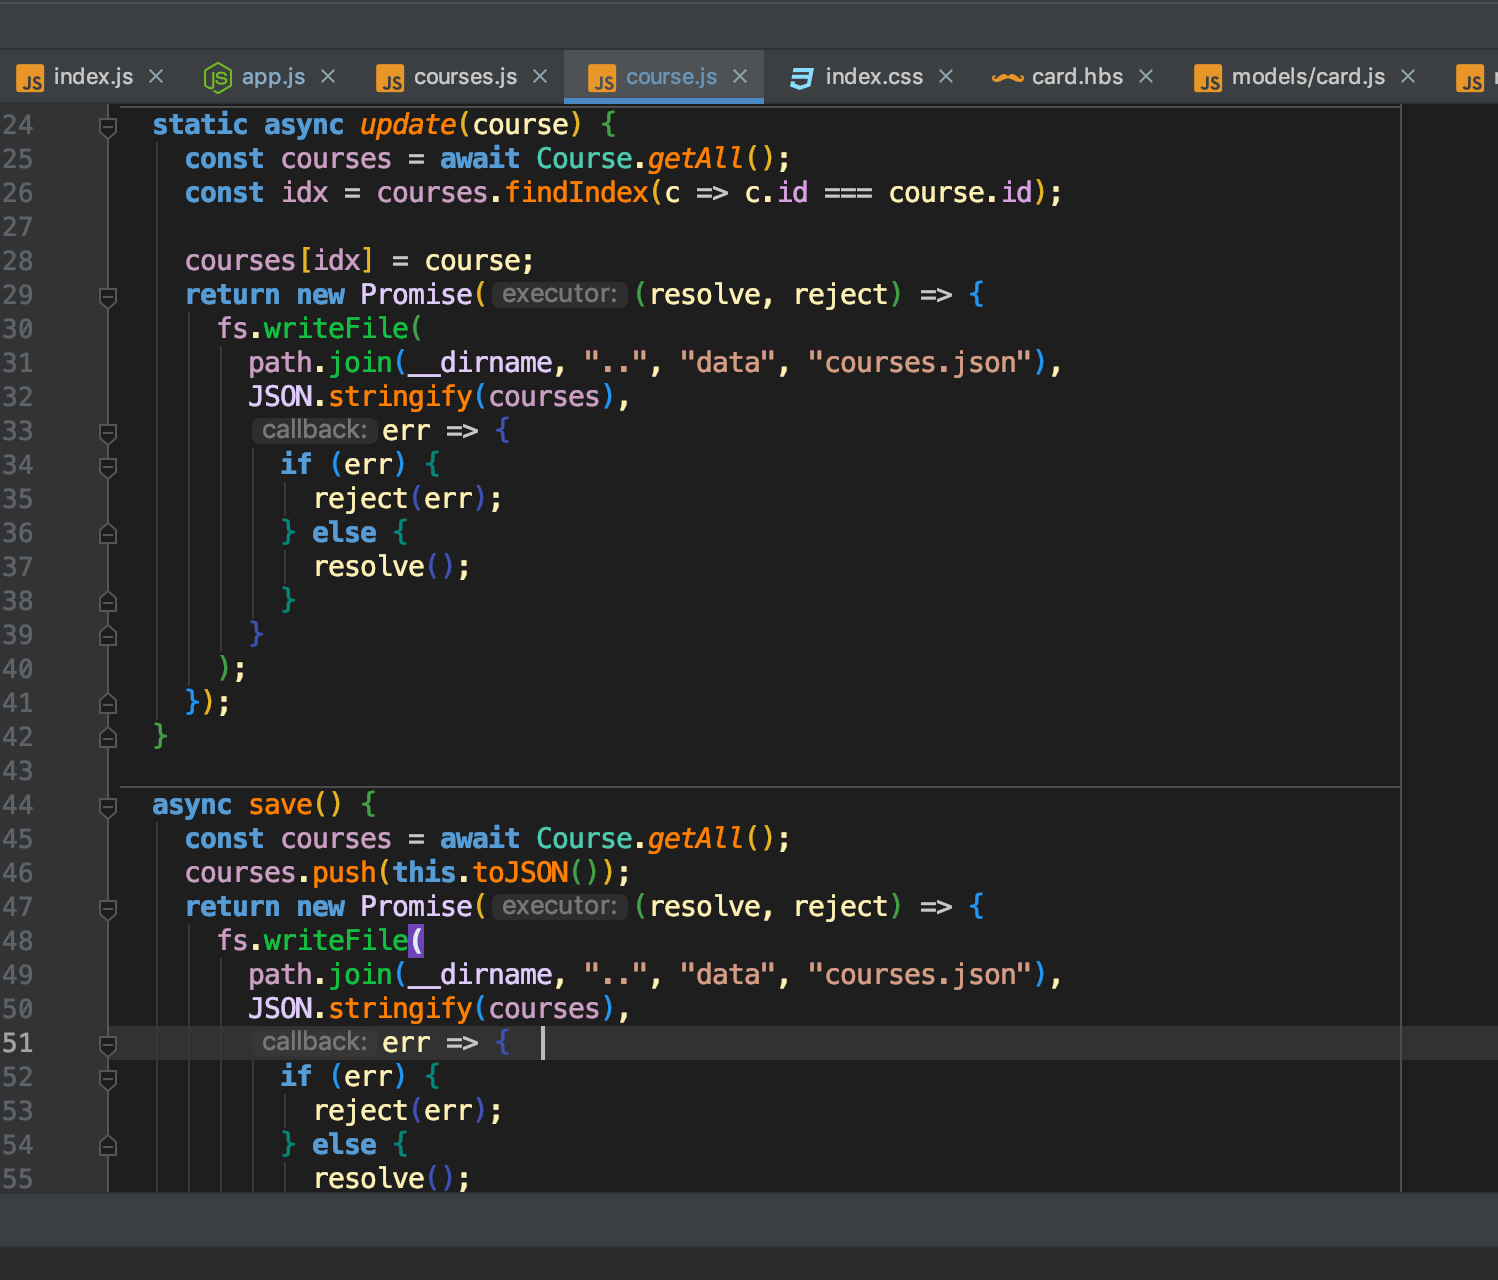 JS index.js × JS app.js × JS courses.js × JS course.js × index.css × card.hbs × JS models/card.js × JS
24 static async update(course) {
25 const courses = await Course.getAll();
26 const idx = courses.findIndex(c => c.id === course.id);
27
28 courses[idx] = course;
29 return new Promise( executor: (resolve, reject) => {
30 fs.writeFile(
31 path.join(__dirname, "..", "data", "courses.json"),
32 JSON.stringify(courses),
33 callback: err => {
34 if (err) {
35 reject(err);
36 } else {
37 resolve();
38 }
39 }
40 );
41 });
42 }
43
44 async save() {
45 const courses = await Course.getAll();
46 courses.push(this.toJSON());
47 return new Promise( executor: (resolve, reject) => {
48 fs.writeFile(
49 path.join(__dirname, "..", "data", "courses.json"),
50 JSON.stringify(courses),
51 callback: err => {
52 if (err) {
53 reject(err);
54 } else {
55 resolve();